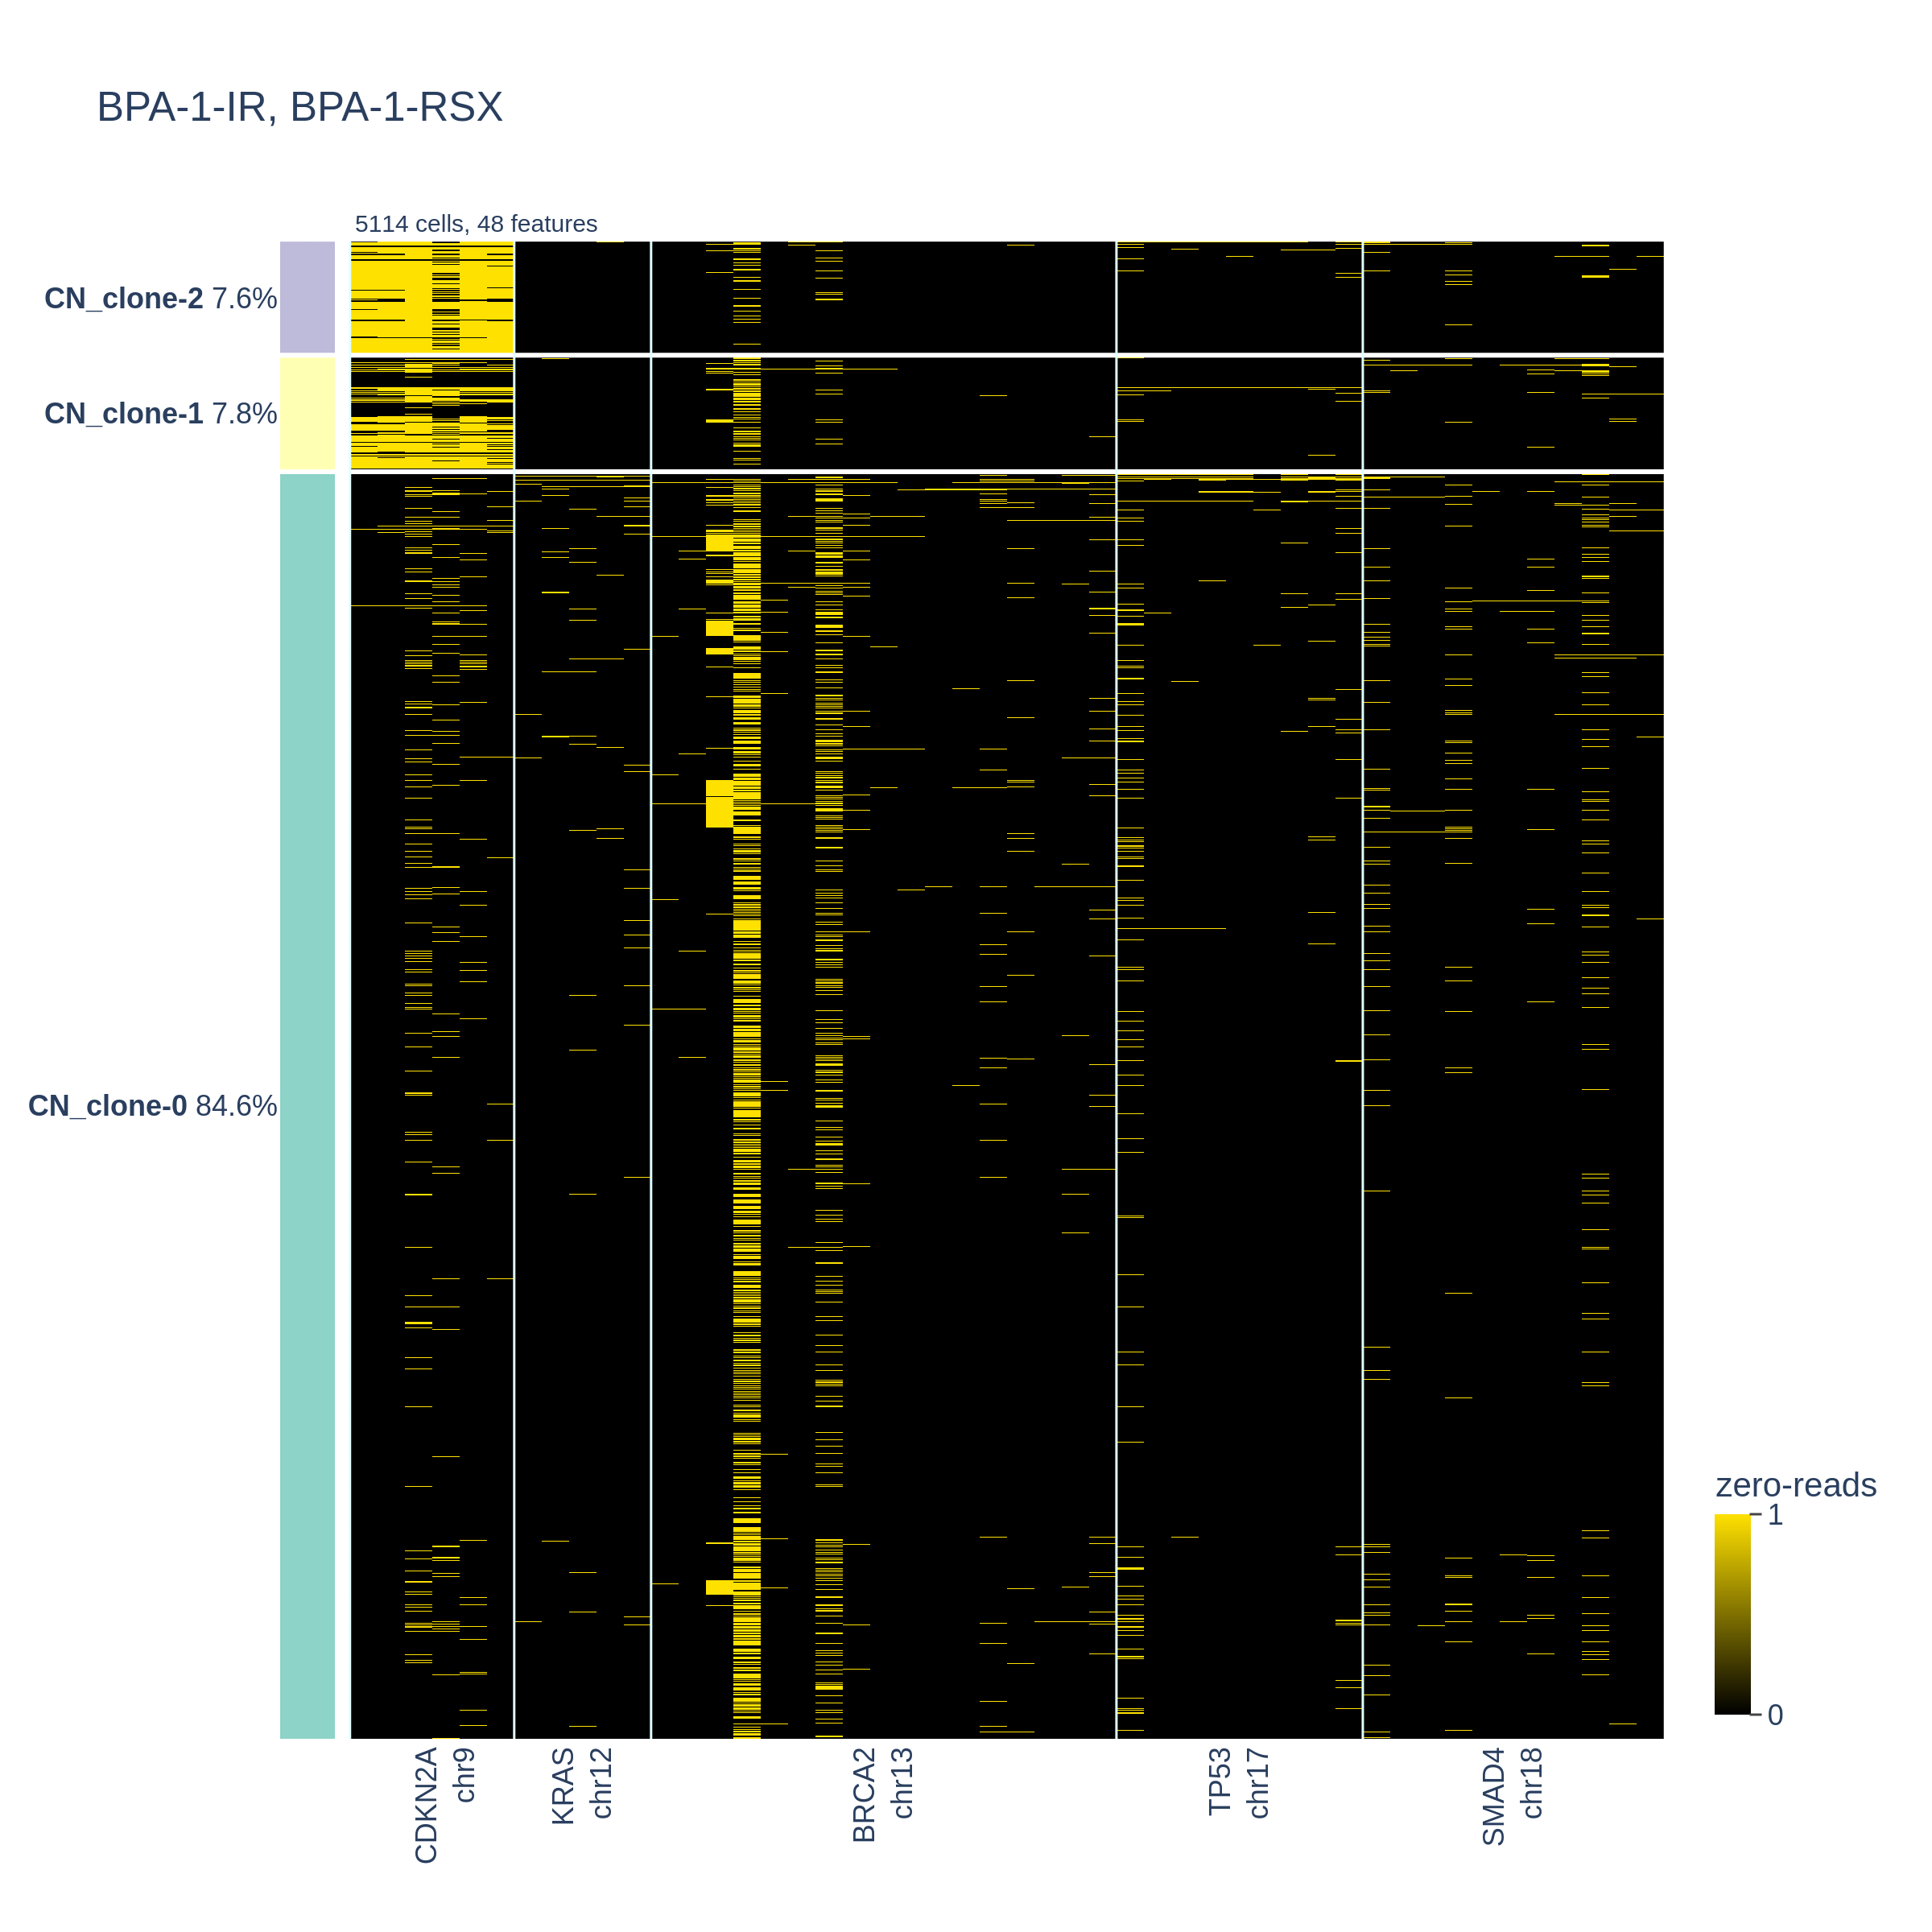 BPA-1-IR, BPA-1-RSX
5114 cells, 48 features
CN_clone-2 7.6%
CN_clone-1 7.8%
CN_clone-0 84.6%
zero-reads
1
0
CDKN2A
chr9
KRAS
chr12
BRCA2
chr13
TP53
chr17
SMAD4
chr18